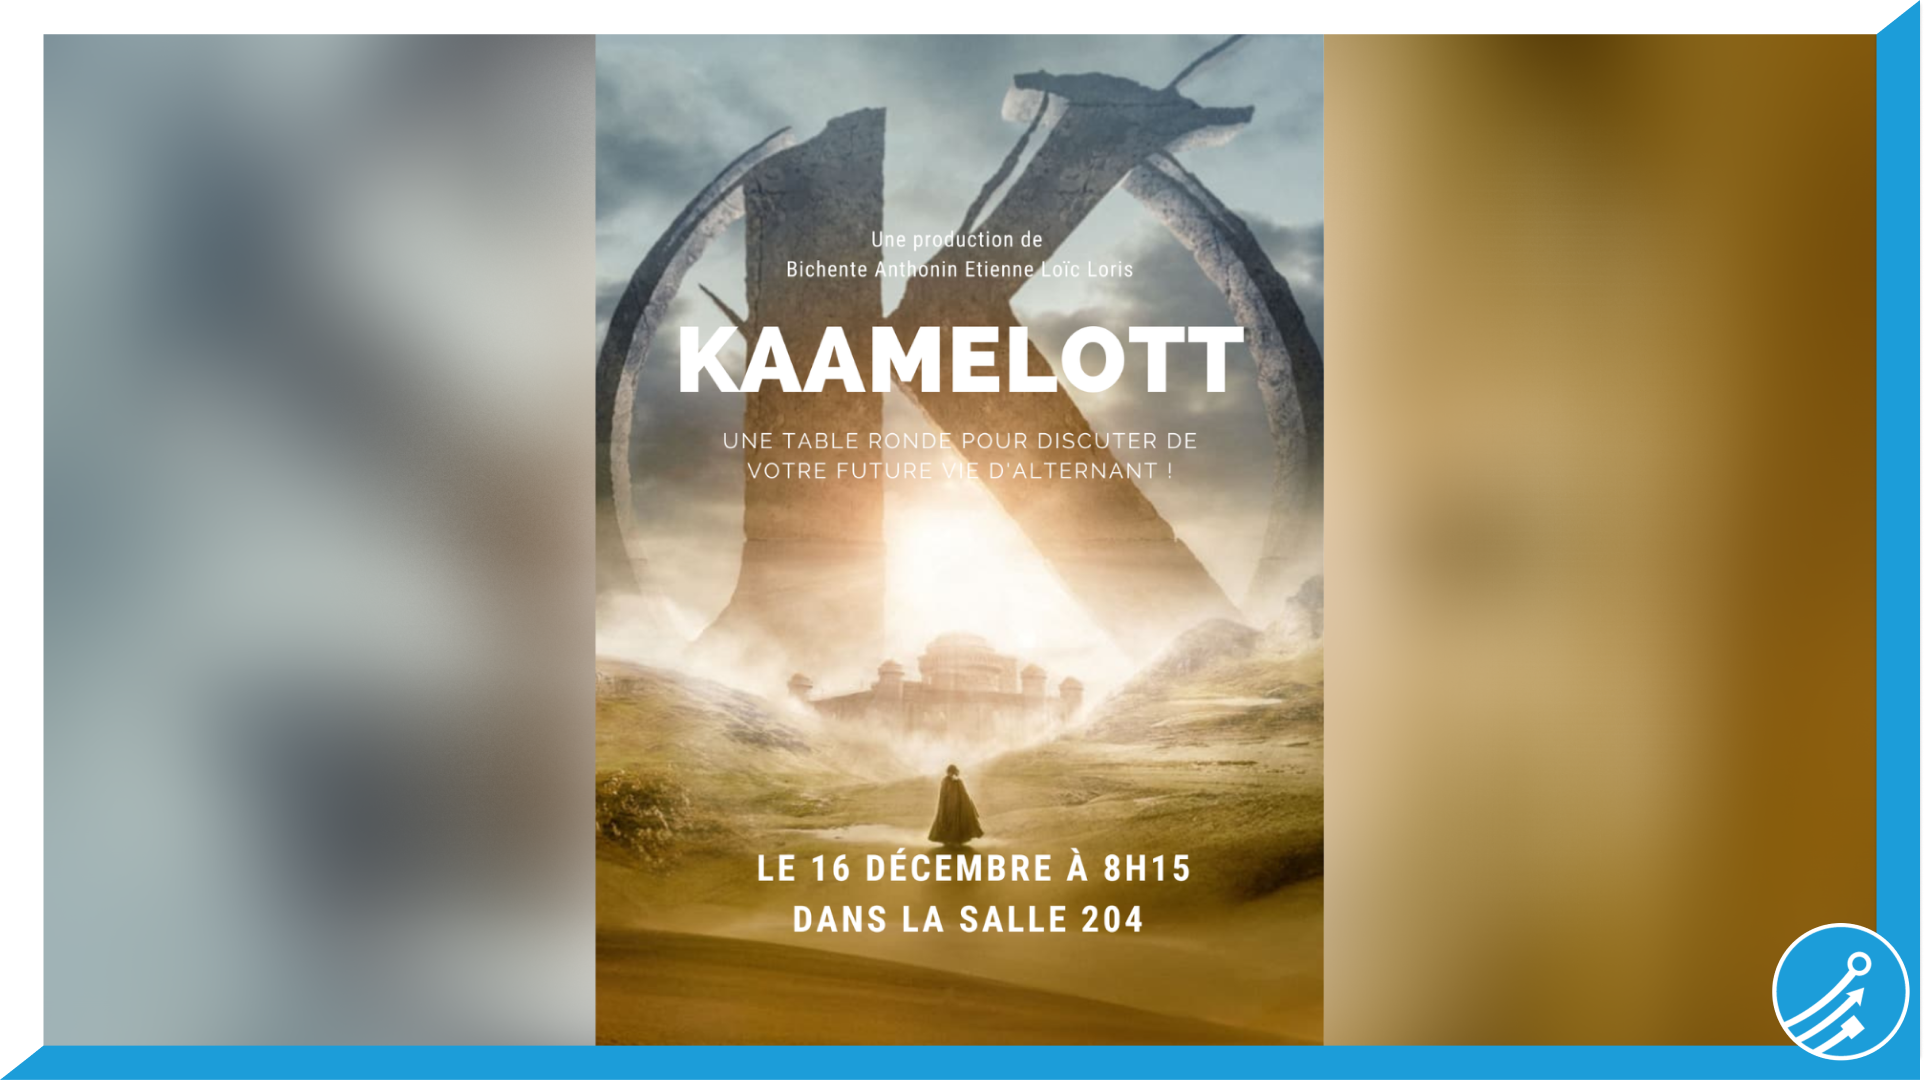 Une production de
Bichente Anthonin Etienne Loïc Loris
KAAMELOTT
UNE TABLE RONDE POUR DISCUTER DE
VOTRE FUTURE VIE D'ALTERNANT !
LE 16 DÉCEMBRE À 8H15
DANS LA SALLE 204